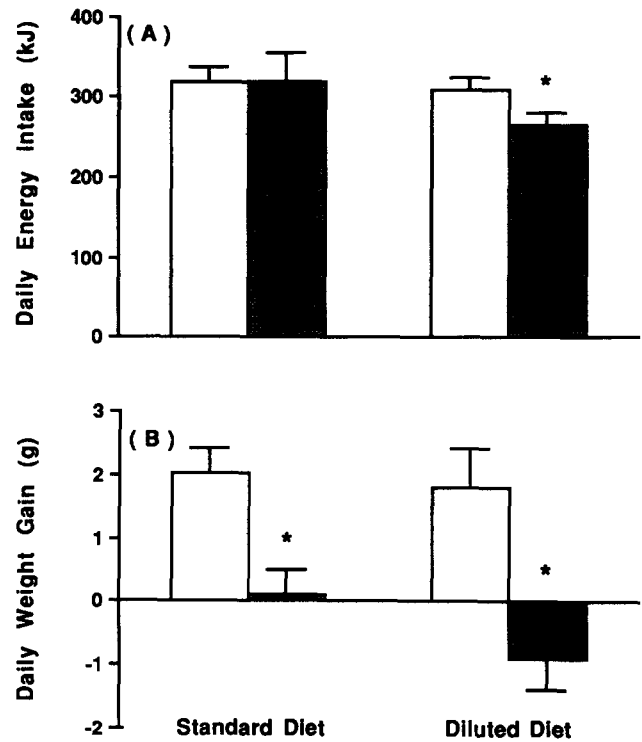 Daily Energy Intake (kJ)
400
300
200
100
0
(A)
*
Daily Weight Gain (g)
3
2
1
0
-1
-2
(B)
*
*
Standard Diet
Diluted Diet